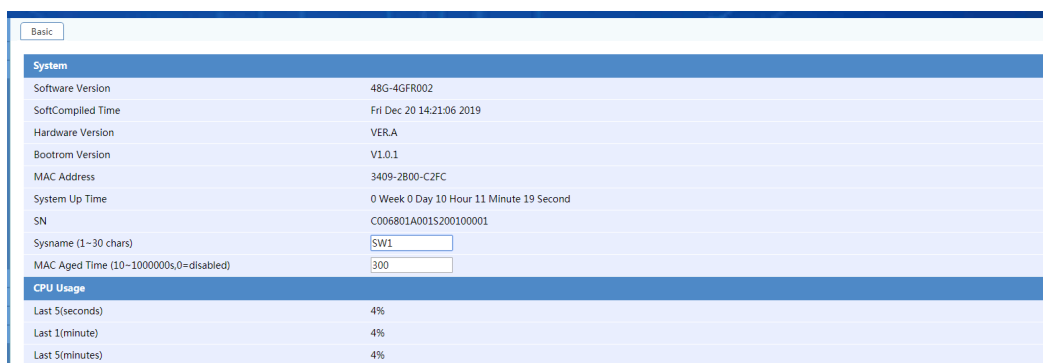 Basic
System
Software Version 48G-4GFR002
SoftCompiled Time Fri Dec 20 14:21:06 2019
Hardware Version VER.A
Bootrom Version V1.0.1
MAC Address 3409-2B00-C2FC
System Up Time 0 Week 0 Day 10 Hour 11 Minute 19 Second
SN C006801A001S200100001
Sysname (1~30 chars) SW1
MAC Aged Time (10~1000000s,0=disabled) 300
CPU Usage
Last 5(seconds) 4%
Last 1(minute) 4%
Last 5(minutes) 4%